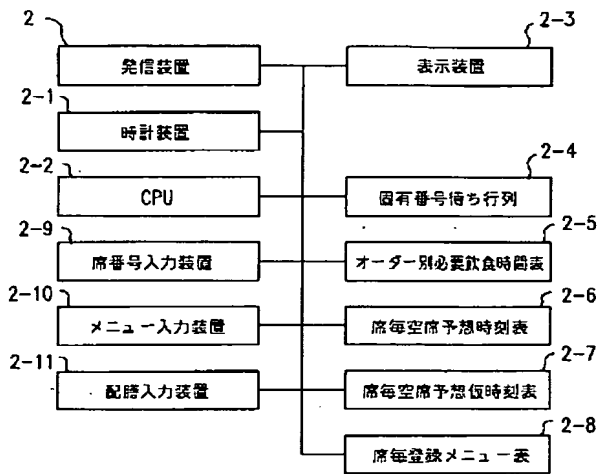 2
発信装置
2-1
時計装置
2-2
CPU
2-9
席番号入力装置
2-10
メニュー入力装置
2-11
配膳入力装置
2-3
表示装置
2-4
固有番号待ち行列
2-5
オーダー別必要飲食時間表
2-6
席毎空席予想時刻表
2-7
席毎空席予想仮時刻表
2-8
席毎登録メニュー表